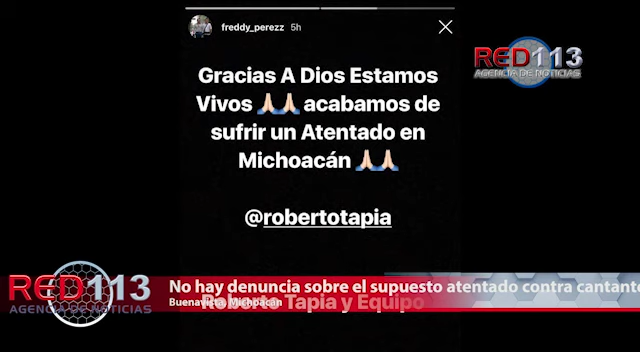 freddy_perezz 5h
RED113
AGENCIA DE NOTICIAS
Gracias A Dios Estamos
Vivos 🙏🏻🙏🏻 acabamos de
sufrir un Atentado en
Michoacán 🙏🏻🙏🏻
@robertotapia
RED113
AGENCIA DE NOTICIAS
No hay denuncia sobre el supuesto atentado contra cantante
Buenavista, Michoacán
Roberto Tapia y Equipo